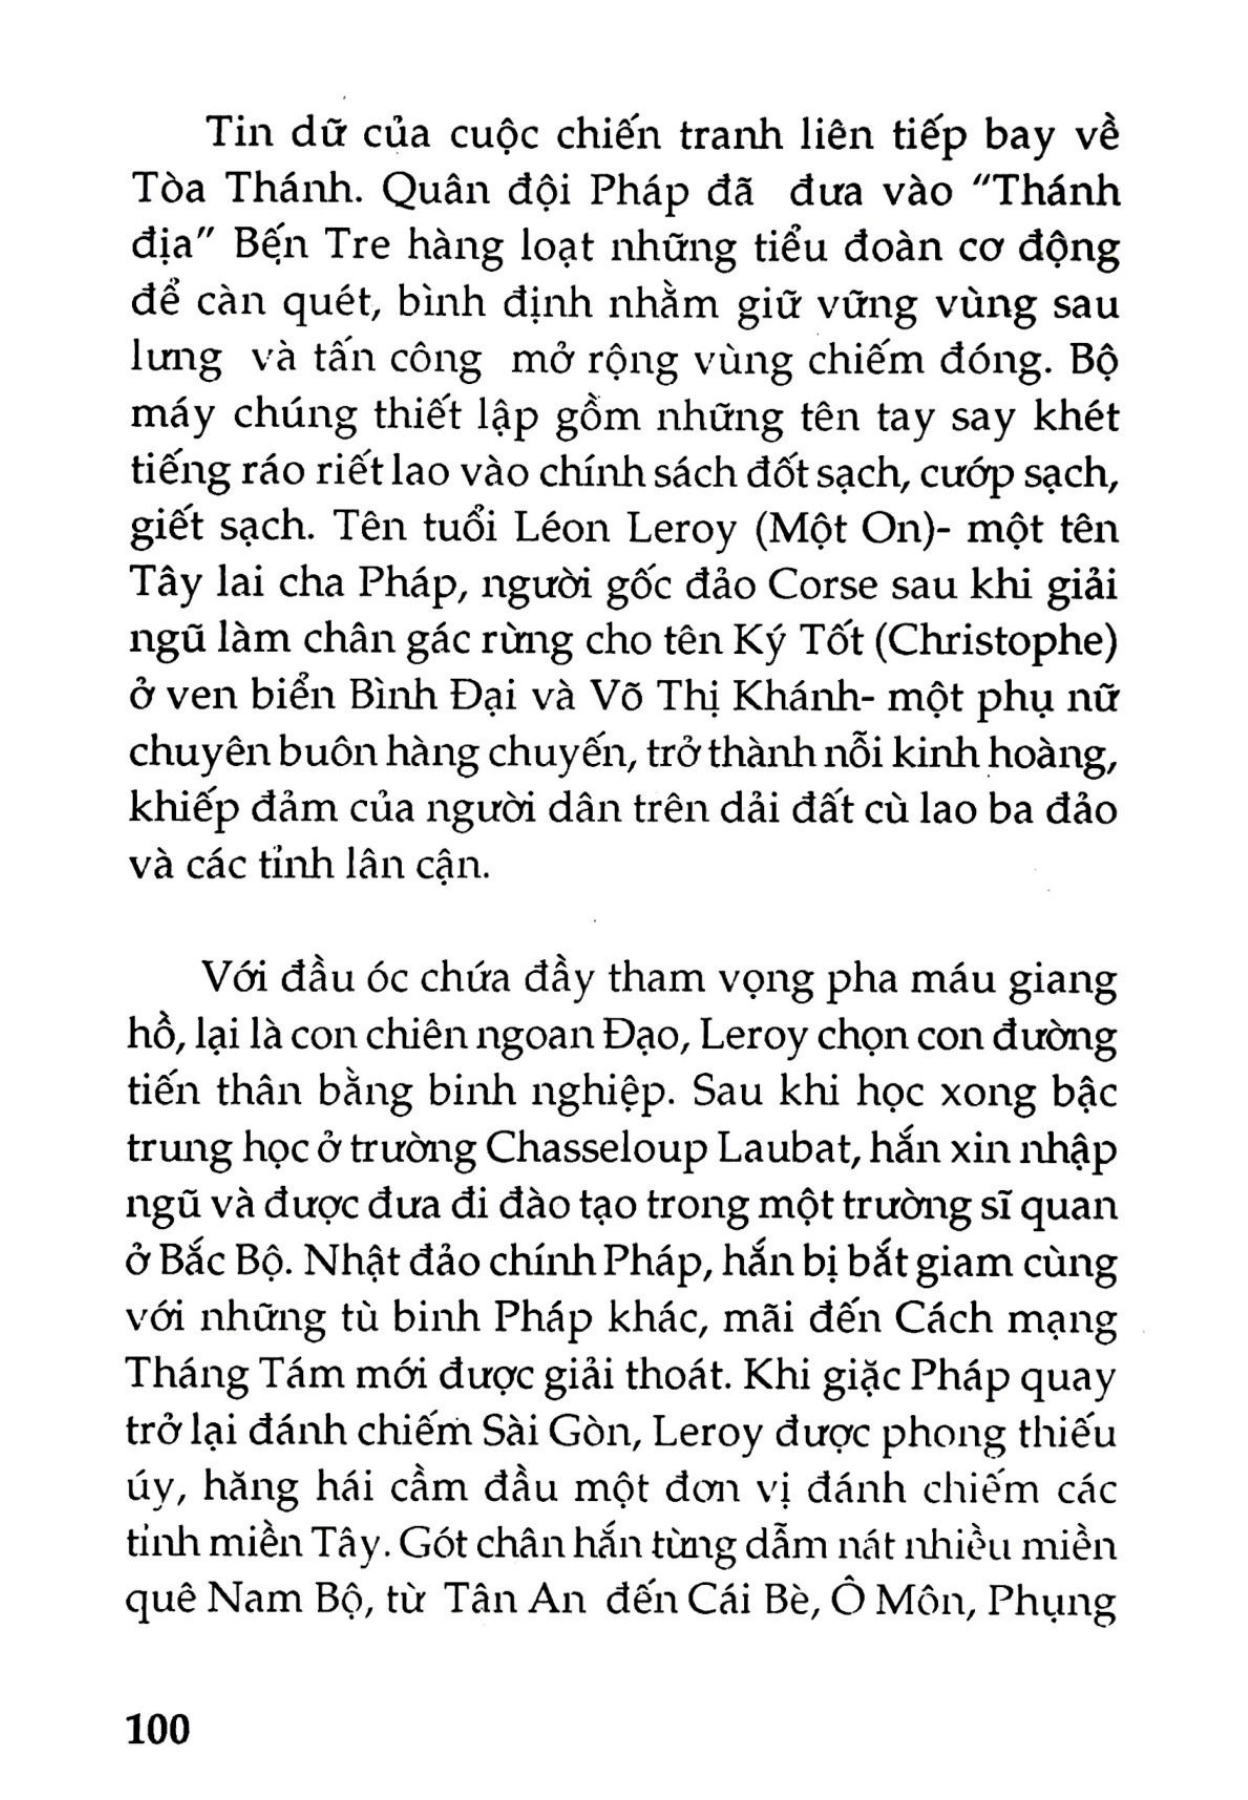 Tin dữ của cuộc chiến tranh liên tiếp bay về
Tòa Thánh. Quân đội Pháp đã đưa vào "Thánh
địa" Bến Tre hàng loạt những tiểu đoàn cơ động
để càn quét, bình định nhằm giữ vững vùng sau
lưng và tấn công mở rộng vùng chiếm đóng. Bộ
máy chúng thiết lập gồm những tên tay say khét
tiếng ráo riết lao vào chính sách đốt sạch, cướp sạch,
giết sạch. Tên tuổi Léon Leroy (Một On)- một tên
Tây lai cha Pháp, người gốc đảo Corse sau khi giải
ngũ làm chân gác rừng cho tên Ký Tốt (Christophe)
ở ven biển Bình Đại và Võ Thị Khánh- một phụ nữ
chuyên buôn hàng chuyến, trở thành nỗi kinh hoàng,
khiếp đảm của người dân trên dải đất cù lao ba đảo
và các tỉnh lân cận.
Với đầu óc chứa đầy tham vọng pha máu giang
hồ, lại là con chiên ngoan Đạo, Leroy chọn con đường
tiến thân bằng binh nghiệp. Sau khi học xong bậc
trung học ở trường Chasseloup Laubat, hắn xin nhập
ngũ và được đưa đi đào tạo trong một trường sĩ quan
ở Bắc Bộ. Nhật đảo chính Pháp, hắn bị bắt giam cùng
với những tù binh Pháp khác, mãi đến Cách mạng
Tháng Tám mới được giải thoát. Khi giặc Pháp quay
trở lại đánh chiếm Sài Gòn, Leroy được phong thiếu
úy, hăng hái cầm đầu một đơn vị đánh chiếm các
tỉnh miền Tây. Gót chân hắn từng dẫm nát nhiều miền
quê Nam Bộ, từ Tân An đến Cái Bè, Ô Môn, Phụng
100